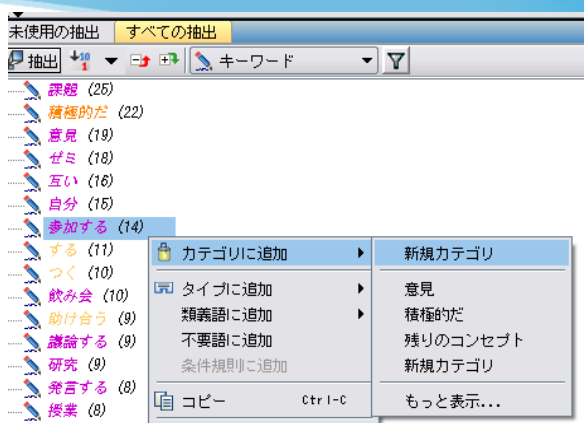 未使用の抽出 すべての抽出
抽出 キーワード
課題 (25)
積極的だ (22)
意見 (19)
ゼミ (18)
互い (16)
自分 (15)
参加する (14)
する (11)
つく (10)
飲み会 (10)
助け合う (9)
議論する (9)
研究 (9)
発言する (8)
授業 (8)
カテゴリに追加
タイプに追加
類義語に追加
不要語に追加
条件規則に追加
コピー Ctrl-C
新規カテゴリ
意見
積極的だ
残りのコンセプト
新規カテゴリ
もっと表示...